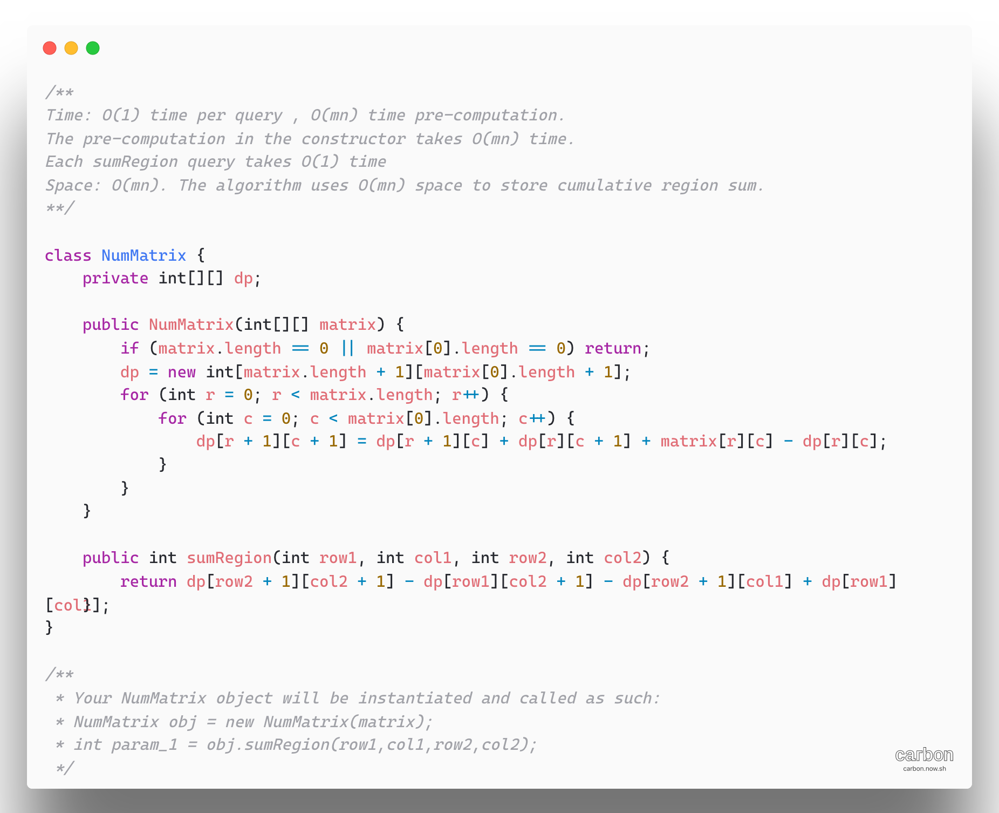 /**
Time: O(1) time per query , O(mn) time pre-computation.
The pre-computation in the constructor takes O(mn) time.
Each sumRegion query takes O(1) time
Space: O(mn). The algorithm uses O(mn) space to store cumulative region sum.
**/
class NumMatrix {
    private int[][] dp;
    public NumMatrix(int[][] matrix) {
        if (matrix.length == 0 || matrix[0].length == 0) return;
        dp = new int[matrix.length + 1][matrix[0].length + 1];
        for (int r = 0; r < matrix.length; r++) {
            for (int c = 0; c < matrix[0].length; c++) {
                dp[r + 1][c + 1] = dp[r + 1][c] + dp[r][c + 1] + matrix[r][c] - dp[r][c];
            }
        }
    }
    public int sumRegion(int row1, int col1, int row2, int col2) {
        return dp[row2 + 1][col2 + 1] - dp[row1][col2 + 1] - dp[row2 + 1][col1] + dp[row1]
[col1];
    }
}
/**
 * Your NumMatrix object will be instantiated and called as such:
 * NumMatrix obj = new NumMatrix(matrix);
 * int param_1 = obj.sumRegion(row1,col1,row2,col2);
 */
carbon
carbon.now.sh